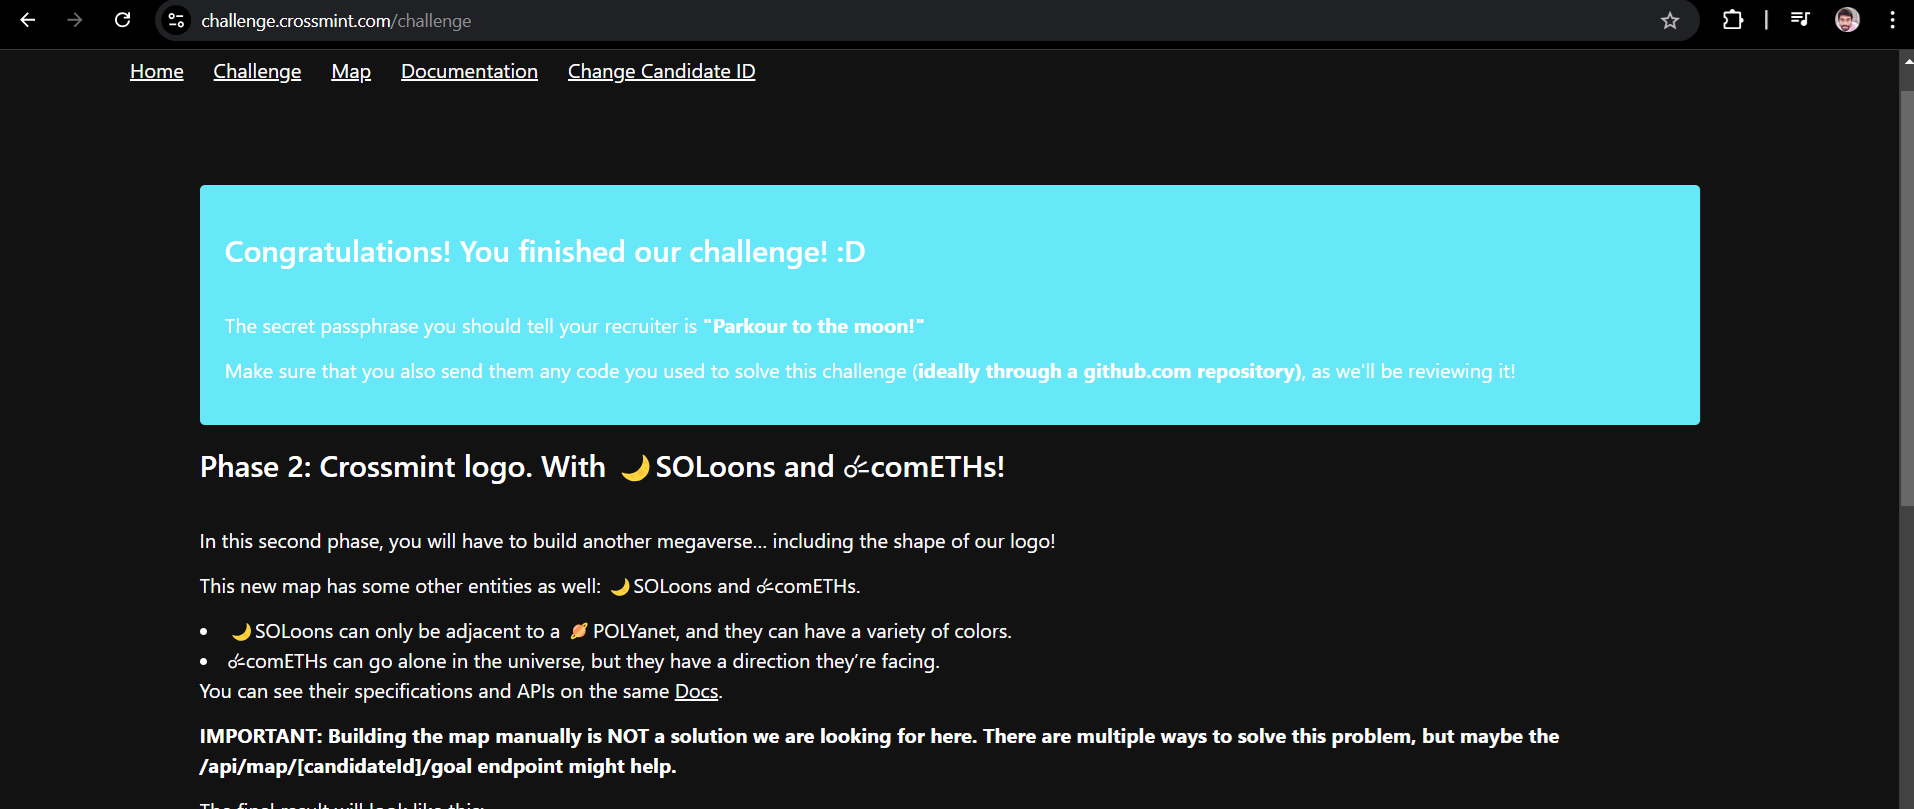 challenge.crossmint.com/challenge
Home Challenge Map Documentation Change Candidate ID
Congratulations! You finished our challenge! :D
The secret passphrase you should tell your recruiter is "Parkour to the moon!"
Make sure that you also send them any code you used to solve this challenge (ideally through a github.com repository), as we'll be reviewing it!
Phase 2: Crossmint logo. With 🌙SOLoons and ☄comETHs!
In this second phase, you will have to build another megaverse... including the shape of our logo!
This new map has some other entities as well: 🌙SOLoons and ☄comETHs.
• 🌙SOLoons can only be adjacent to a 🪐POLYanet, and they can have a variety of colors.
• ☄comETHs can go alone in the universe, but they have a direction they’re facing.
You can see their specifications and APIs on the same Docs.
IMPORTANT: Building the map manually is NOT a solution we are looking for here. There are multiple ways to solve this problem, but maybe the
/api/map/[candidateId]/goal endpoint might help.
The final result will look like this: